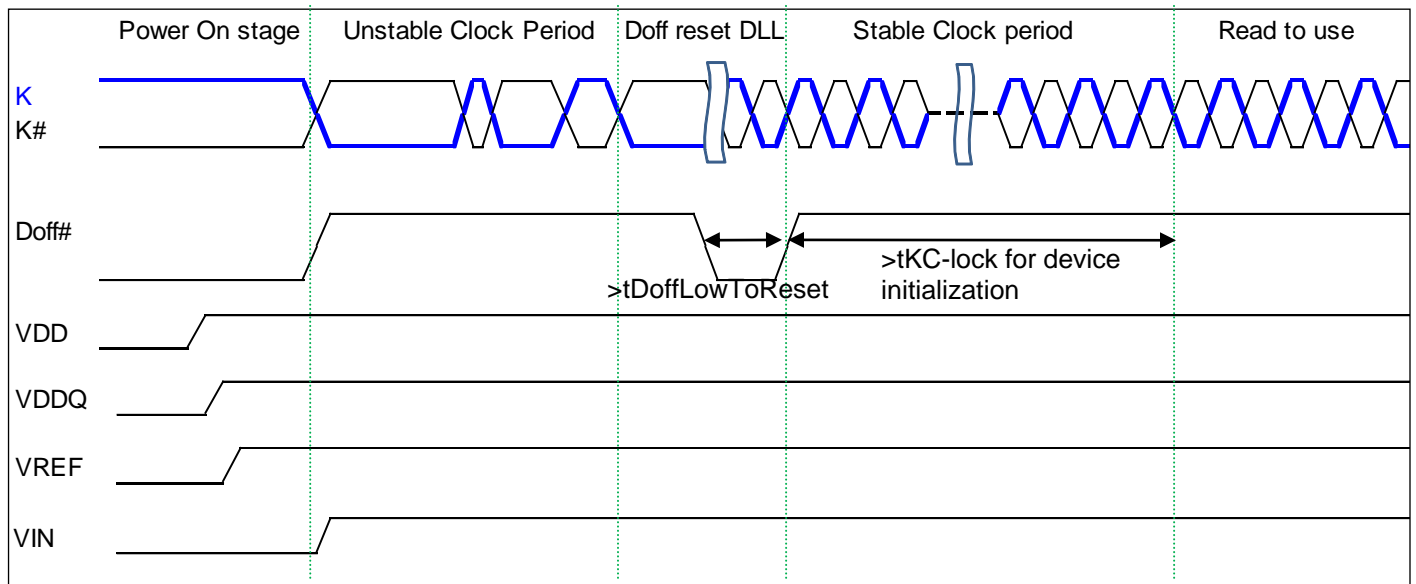 Power On stage
Unstable Clock Period
Doff reset DLL
Stable Clock period
Read to use
K
K#
Doff#
>tDoffLowToReset
>tKC-lock for device
initialization
VDD
VDDQ
VREF
VIN